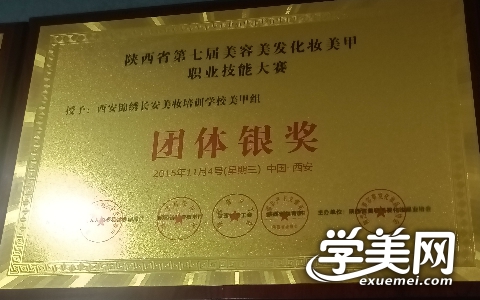 陕西省第七届美容美发化妆美甲
职业技能大赛
授予：西安锦绣长安美妆培训学校美甲组
团体银奖
2015年11月4号(星期三) 中国·西安
学美网
exuemei.com